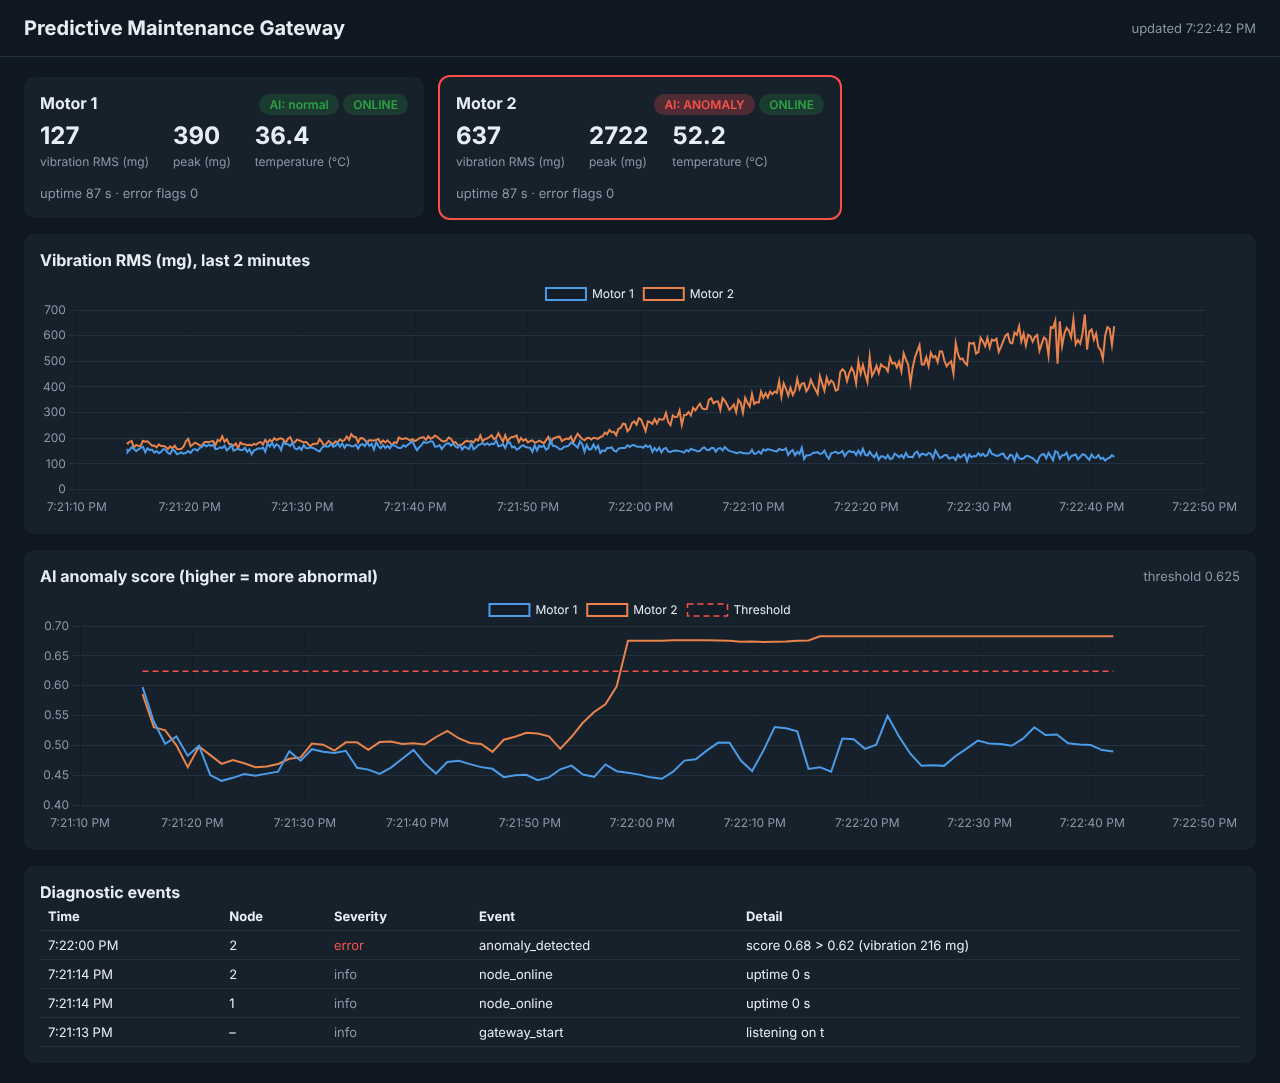 Predictive Maintenance Gateway
updated 7:22:42 PM
Motor 1
AI: normal
ONLINE
127 390 36.4
vibration RMS (mg) peak (mg) temperature (°C)
uptime 87 s · error flags 0
Motor 2
AI: ANOMALY
ONLINE
637 2722 52.2
vibration RMS (mg) peak (mg) temperature (°C)
uptime 87 s · error flags 0
Vibration RMS (mg), last 2 minutes
Motor 1 Motor 2
700
600
500
400
300
200
100
0
7:21:10 PM 7:21:20 PM 7:21:30 PM 7:21:40 PM 7:21:50 PM 7:22:00 PM 7:22:10 PM 7:22:20 PM 7:22:30 PM 7:22:40 PM 7:22:50 PM
AI anomaly score (higher = more abnormal)
threshold 0.625
Motor 1 Motor 2 Threshold
0.70
0.65
0.60
0.55
0.50
0.45
0.40
7:21:10 PM 7:21:20 PM 7:21:30 PM 7:21:40 PM 7:21:50 PM 7:22:00 PM 7:22:10 PM 7:22:20 PM 7:22:30 PM 7:22:40 PM 7:22:50 PM
Diagnostic events
Time Node Severity Event Detail
7:22:00 PM 2 error anomaly_detected score 0.68 > 0.62 (vibration 216 mg)
7:21:14 PM 2 info node_online uptime 0 s
7:21:14 PM 1 info node_online uptime 0 s
7:21:13 PM – info gateway_start listening on t